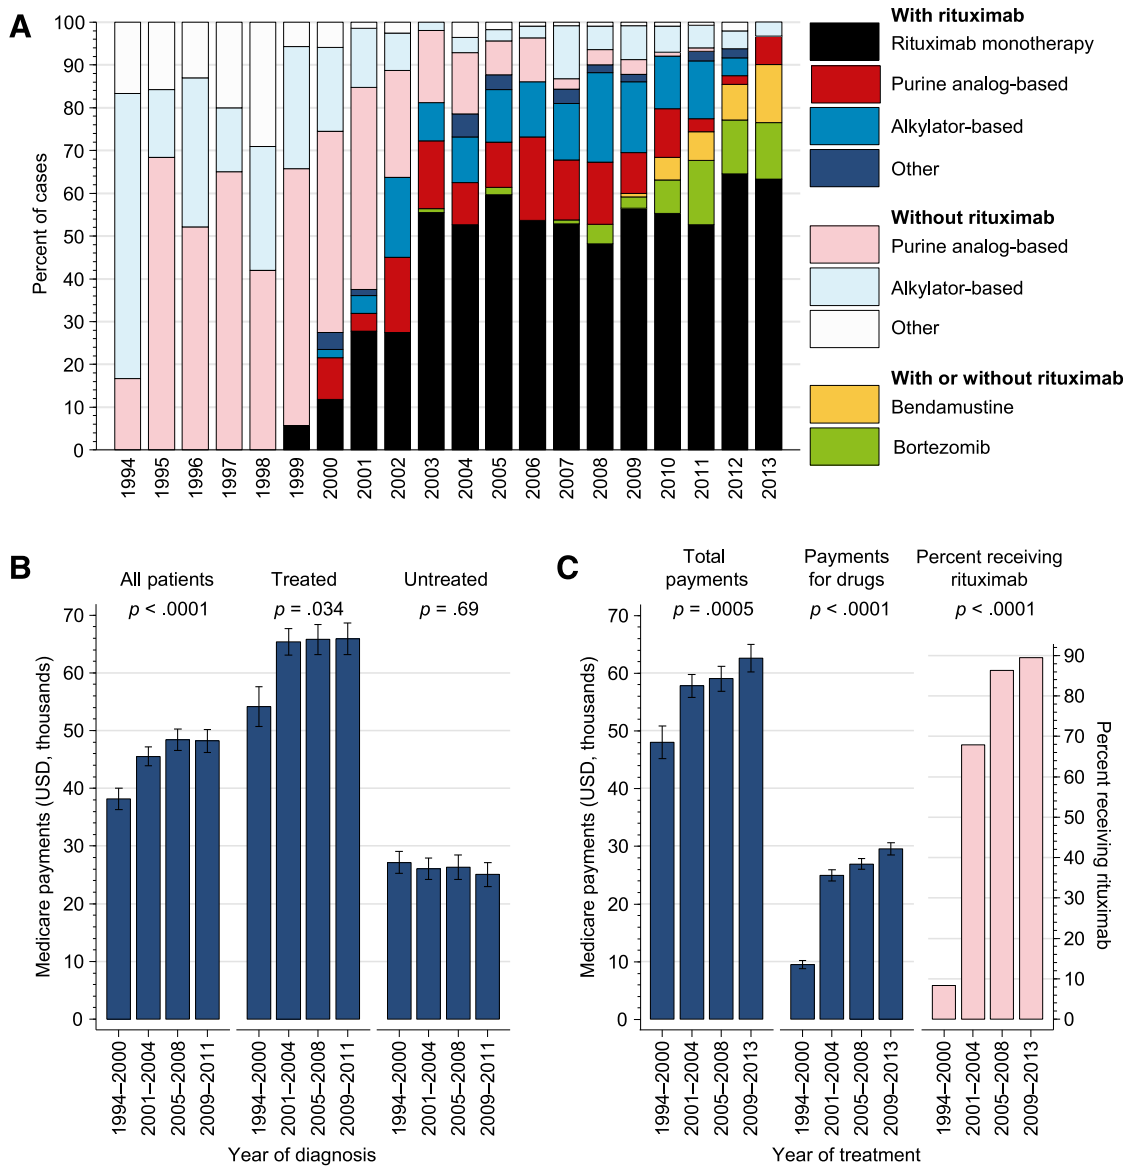 A
Percent of cases
100
90
80
70
60
50
40
30
20
10
0
1994
1995
1996
1997
1998
1999
2000
2001
2002
2003
2004
2005
2006
2007
2008
2009
2010
2011
2012
2013
With rituximab
Rituximab monotherapy
Purine analog-based
Alkylator-based
Other
Without rituximab
Purine analog-based
Alkylator-based
Other
With or without rituximab
Bendamustine
Bortezomib
B
All patients
p < .0001
Treated
p = .034
Untreated
p = .69
Medicare payments (USD, thousands)
70
60
50
40
30
20
10
0
1994–2000
2001–2004
2005–2008
2009–2011
1994–2000
2001–2004
2005–2008
2009–2011
1994–2000
2001–2004
2005–2008
2009–2011
Year of diagnosis
C
Total
payments
p = .0005
Payments
for drugs
p < .0001
Percent receiving
rituximab
p < .0001
Medicare payments (USD, thousands)
70
60
50
40
30
20
10
0
90
80
70
60
50
40
30
20
10
0
Percent receiving rituximab
1994–2000
2001–2004
2005–2008
2009–2013
1994–2000
2001–2004
2005–2008
2009–2013
1994–2000
2001–2004
2005–2008
2009–2013
Year of treatment